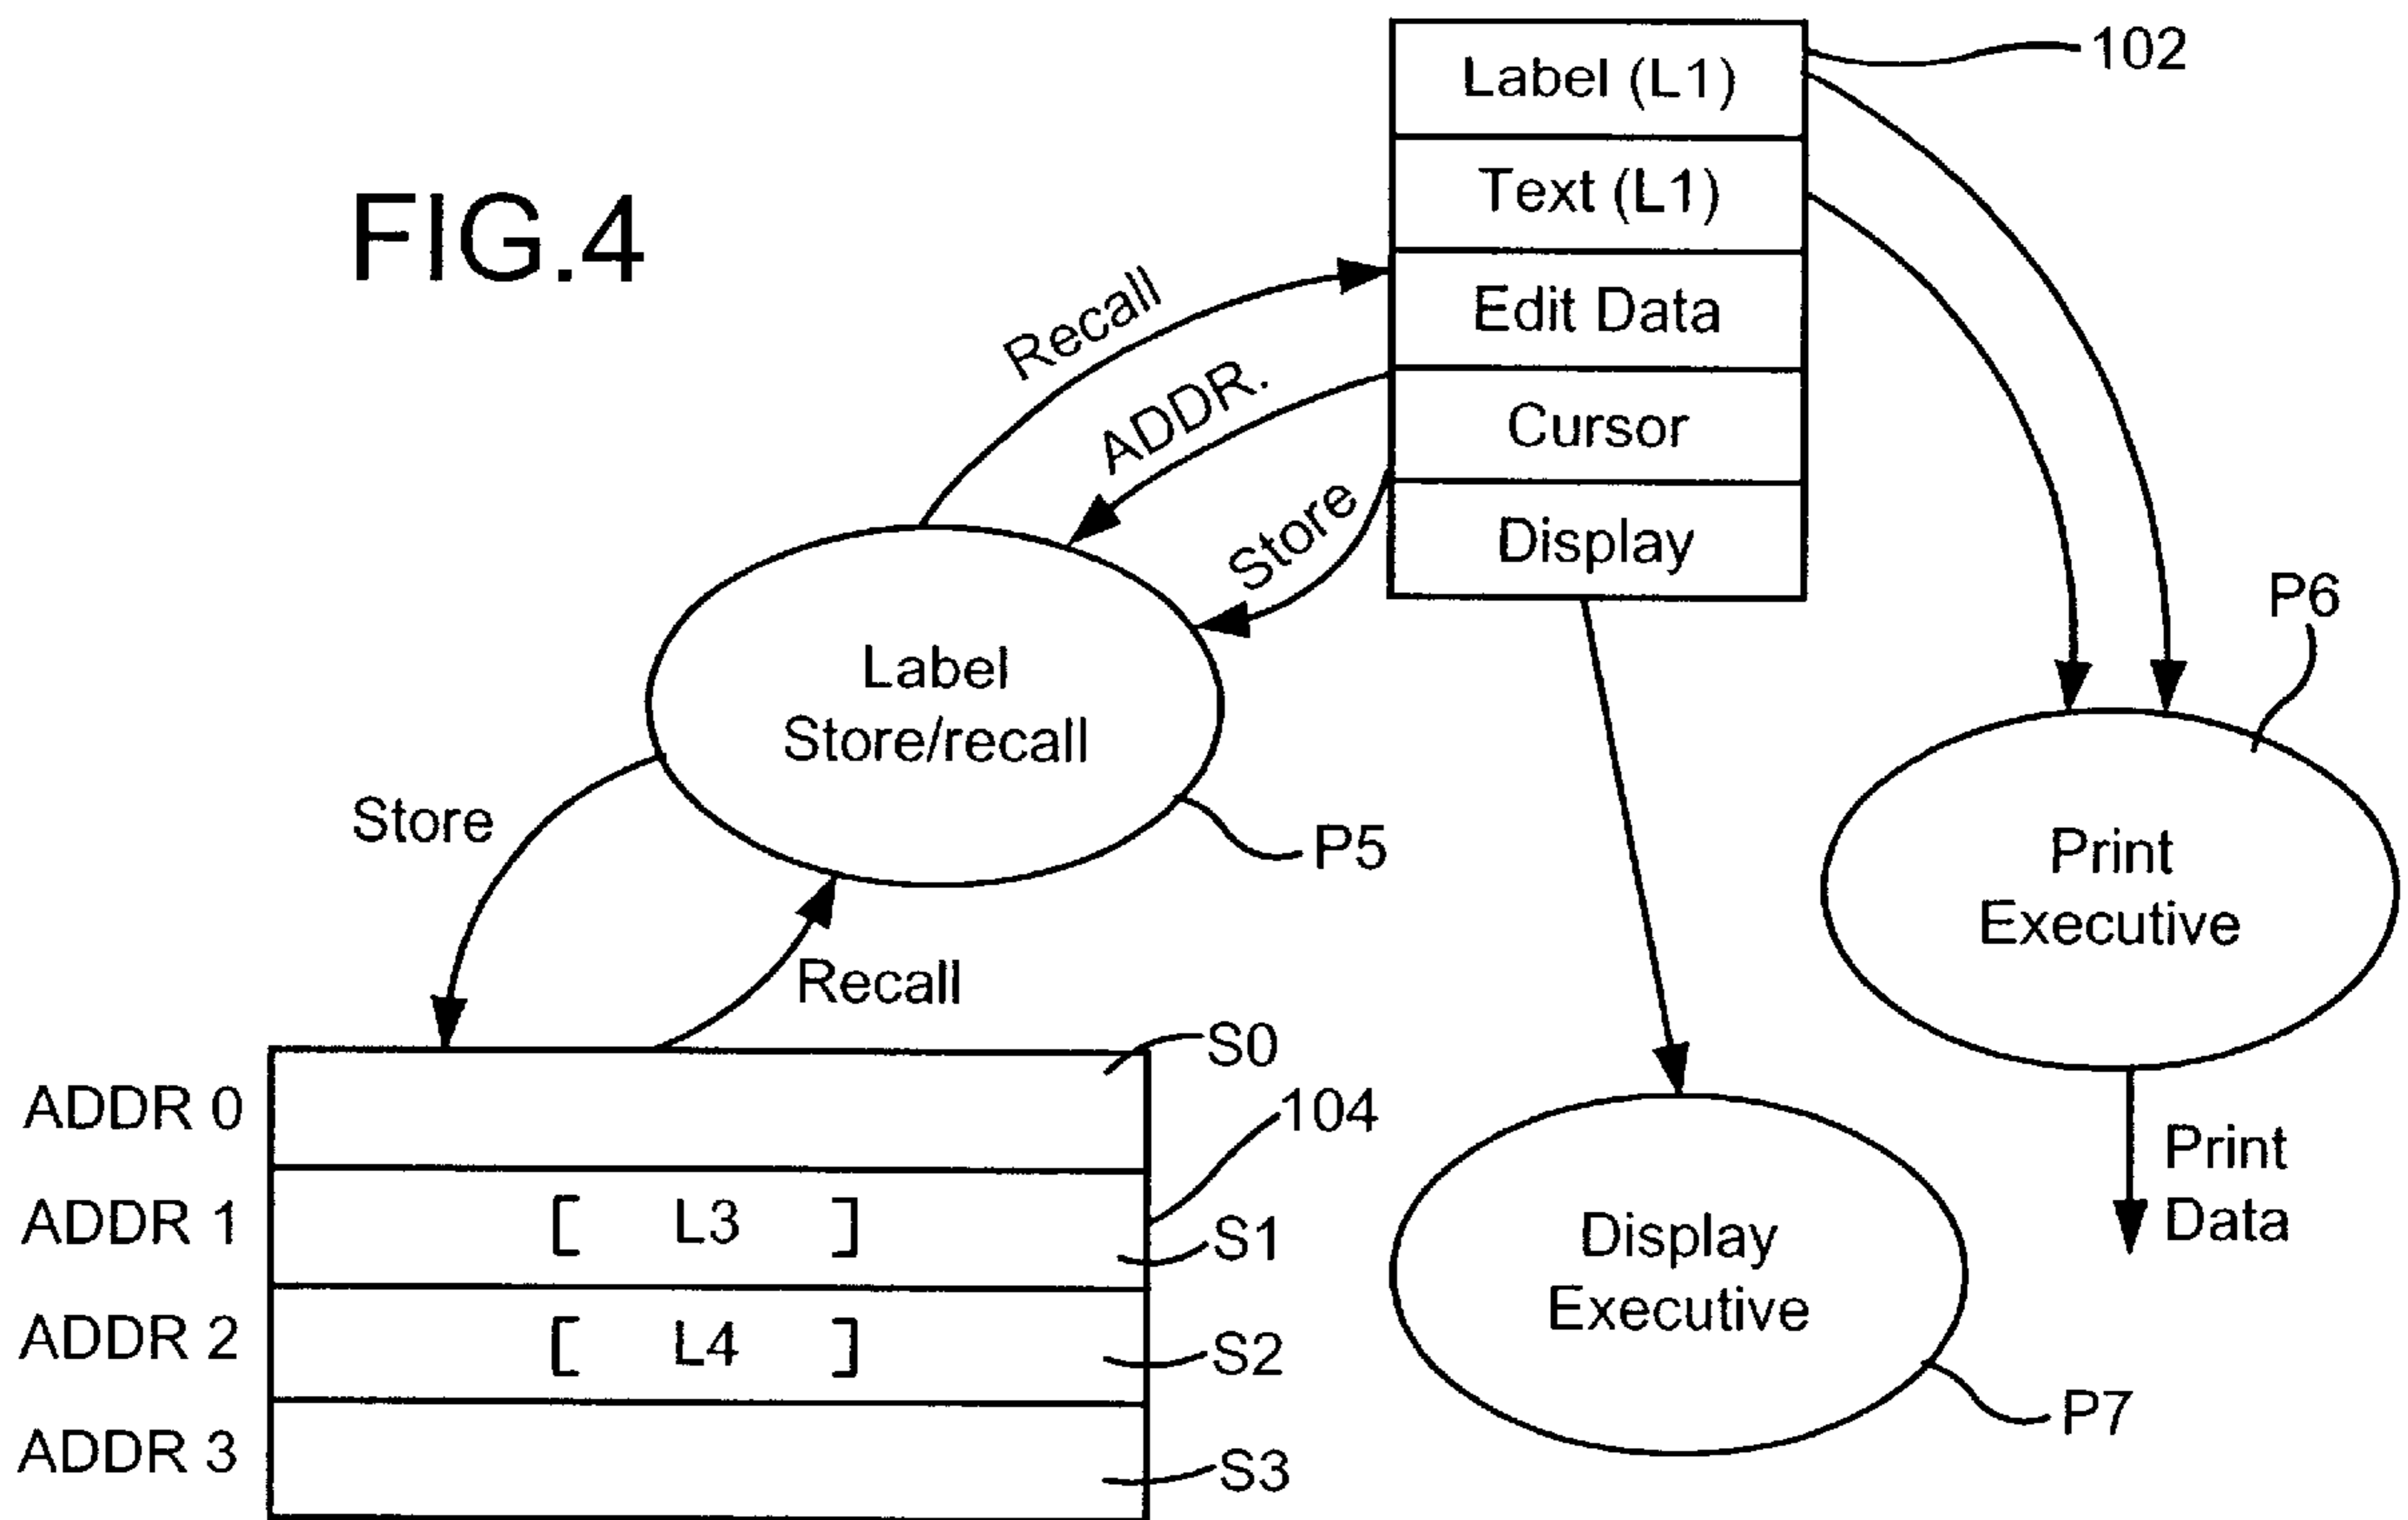 FIG.4
Label (L1)
102
Text (L1)
Edit Data
Cursor
Display
Recall
ADDR.
Store
Label
Store/recall
P5
P6
Print
Executive
Store
Recall
Print
Data
Display
Executive
P7
ADDR 0
S0
104
ADDR 1
[ L3 ]
S1
ADDR 2
[ L4 ]
S2
ADDR 3
S3